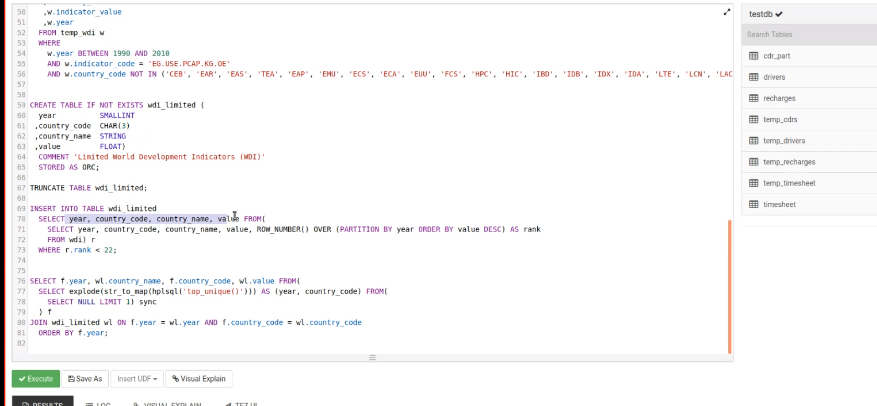 50 ,w.indicator_value
51 ,w.year
52 FROM temp_wdi w
53 WHERE
54 w.year BETWEEN 1990 AND 2010
55 AND w.indicator_code = 'EG.USE.PCAP.KG.OE'
56 AND w.country_code NOT IN ('CEB', 'EAR', 'EAS', 'TEA', 'EAP', 'EMU', 'ECS', 'ECA', 'EUU', 'FCS', 'HPC', 'HIC', 'IBD', 'IDB', 'IDX', 'IDA', 'LTE', 'LCN', 'LAC
57
58
59 CREATE TABLE IF NOT EXISTS wdi_limited (
60 year SMALLINT
61 ,country_code CHAR(3)
62 ,country_name STRING
63 ,value FLOAT)
64 COMMENT 'Limited World Development Indicators (WDI)'
65 STORED AS ORC;
66
67 TRUNCATE TABLE wdi_limited;
68
69 INSERT INTO TABLE wdi_limited
70 SELECT year, country_code, country_name, value FROM(
71 SELECT year, country_code, country_name, value, ROW_NUMBER() OVER (PARTITION BY year ORDER BY value DESC) AS rank
72 FROM wdi) r
73 WHERE r.rank < 22;
74
75
76 SELECT f.year, wl.country_name, f.country_code, wl.value FROM(
77 SELECT explode(str_to_map(hplsql('top_unique()'))) AS (year, country_code) FROM(
78 SELECT NULL LIMIT 1) sync
79 ) f
80 JOIN wdi_limited wl ON f.year = wl.year AND f.country_code = wl.country_code
81 ORDER BY f.year;
82
Execute Save As Insert UDF Visual Explain
RESULTS LOG VISUAL EXPLAIN TEZ UI
testdb
Search Tables
cdr_part
drivers
recharges
temp_cdrs
temp_drivers
temp_recharges
temp_timesheet
timesheet